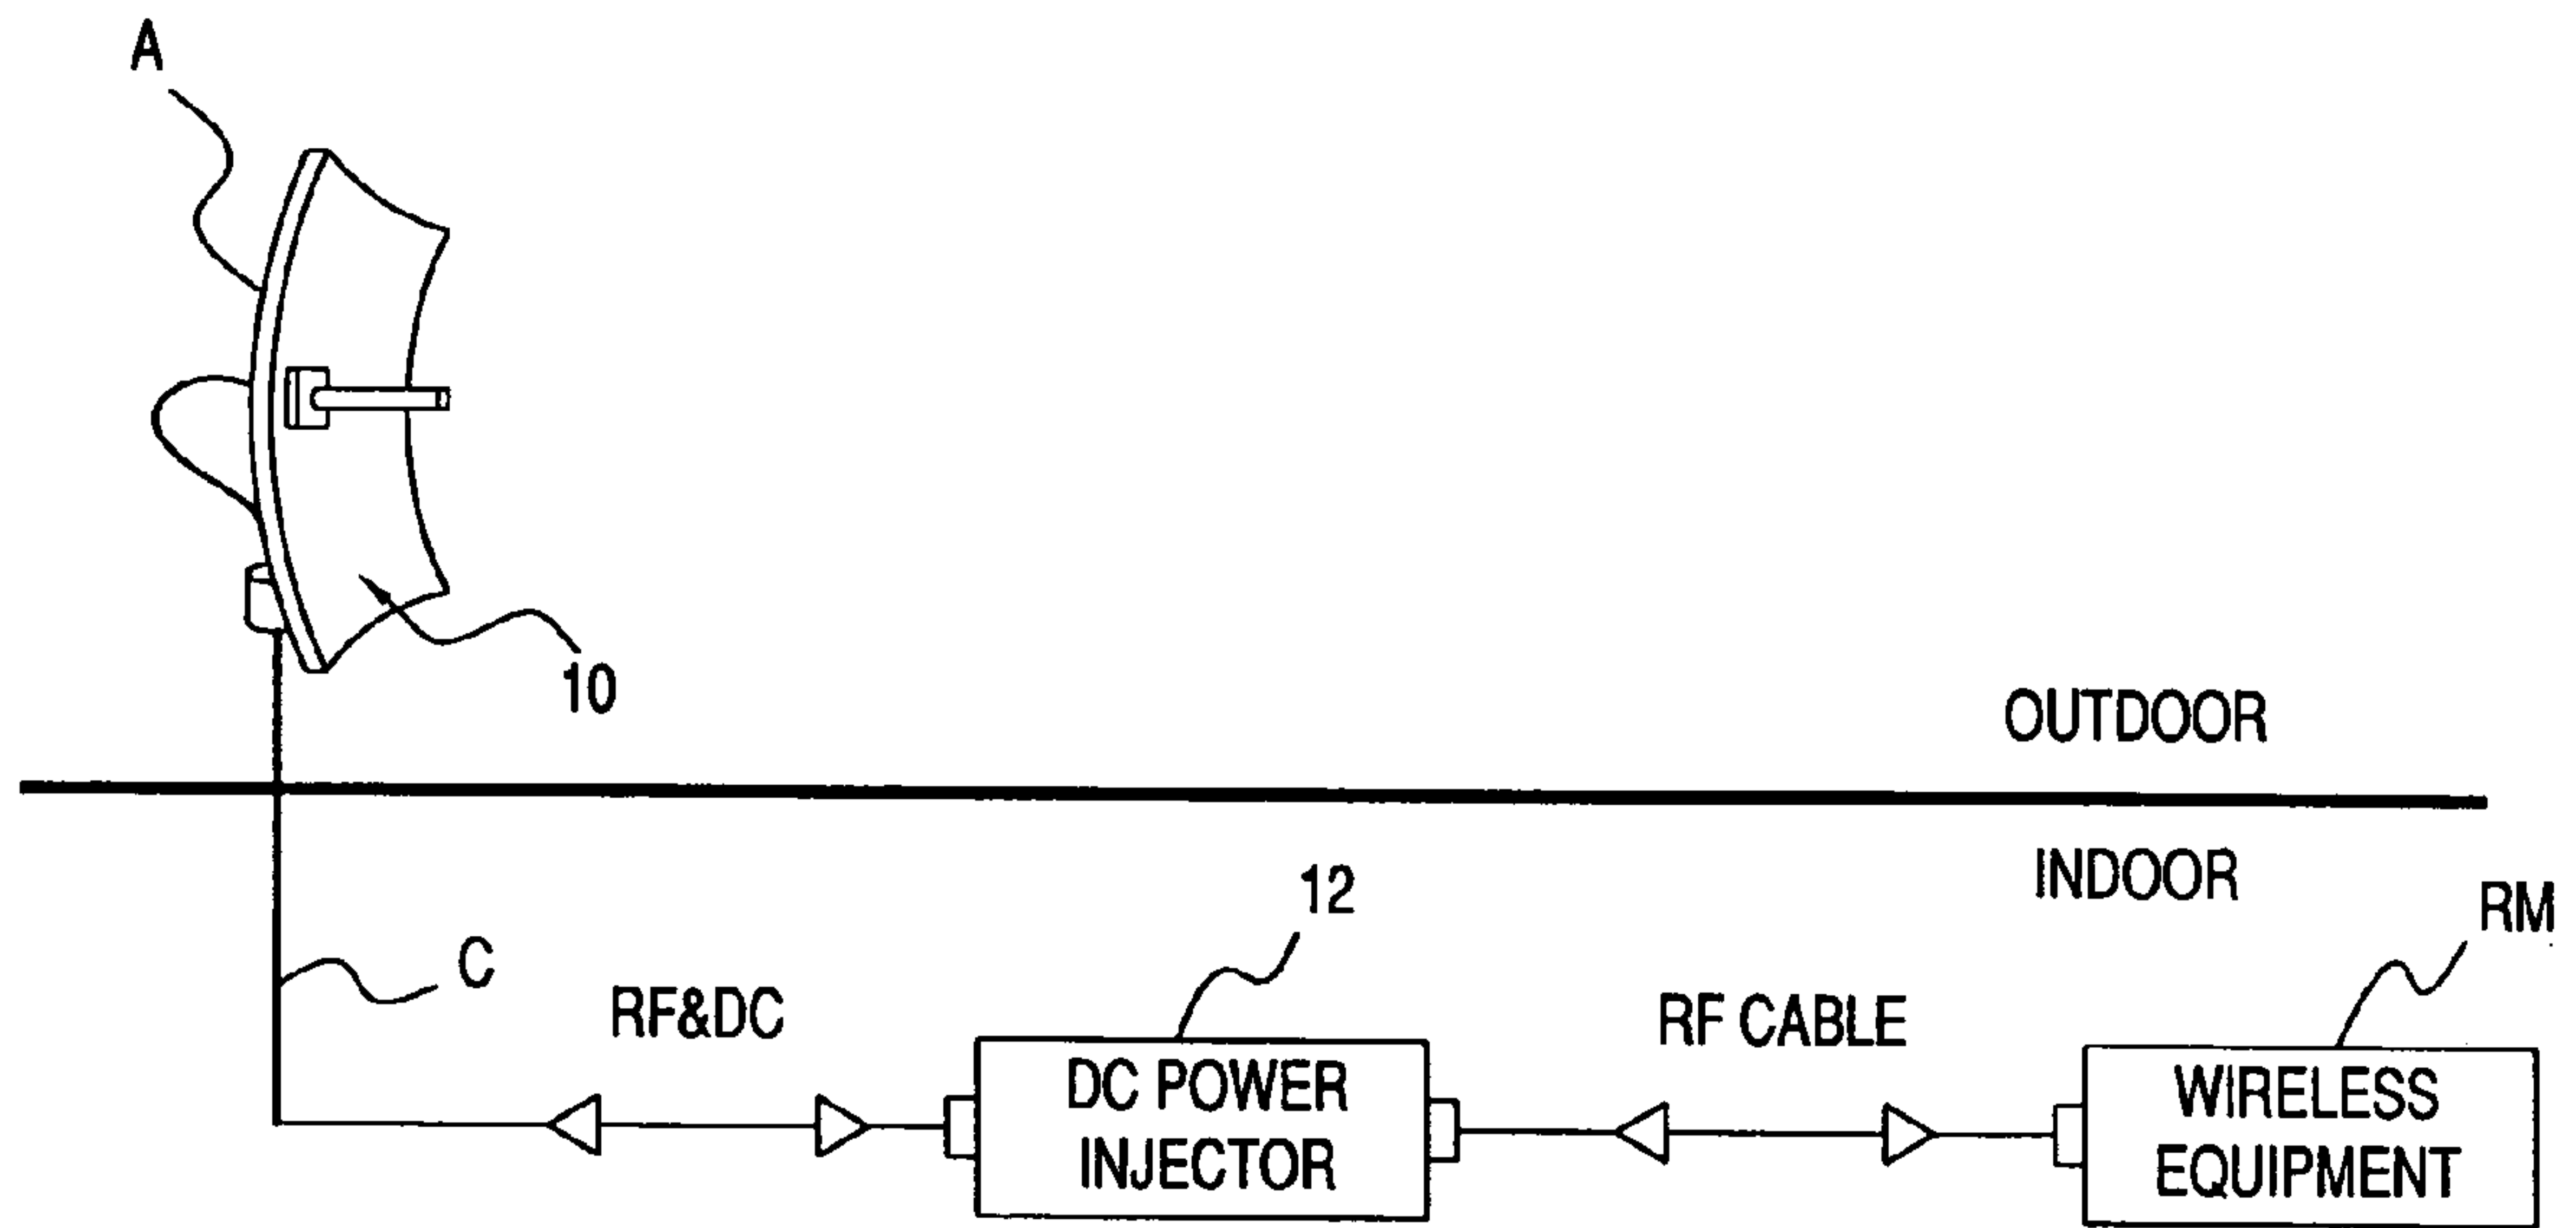 A
10
OUTDOOR
INDOOR
12
RM
C
RF&DC
RF CABLE
DC POWER
INJECTOR
WIRELESS
EQUIPMENT